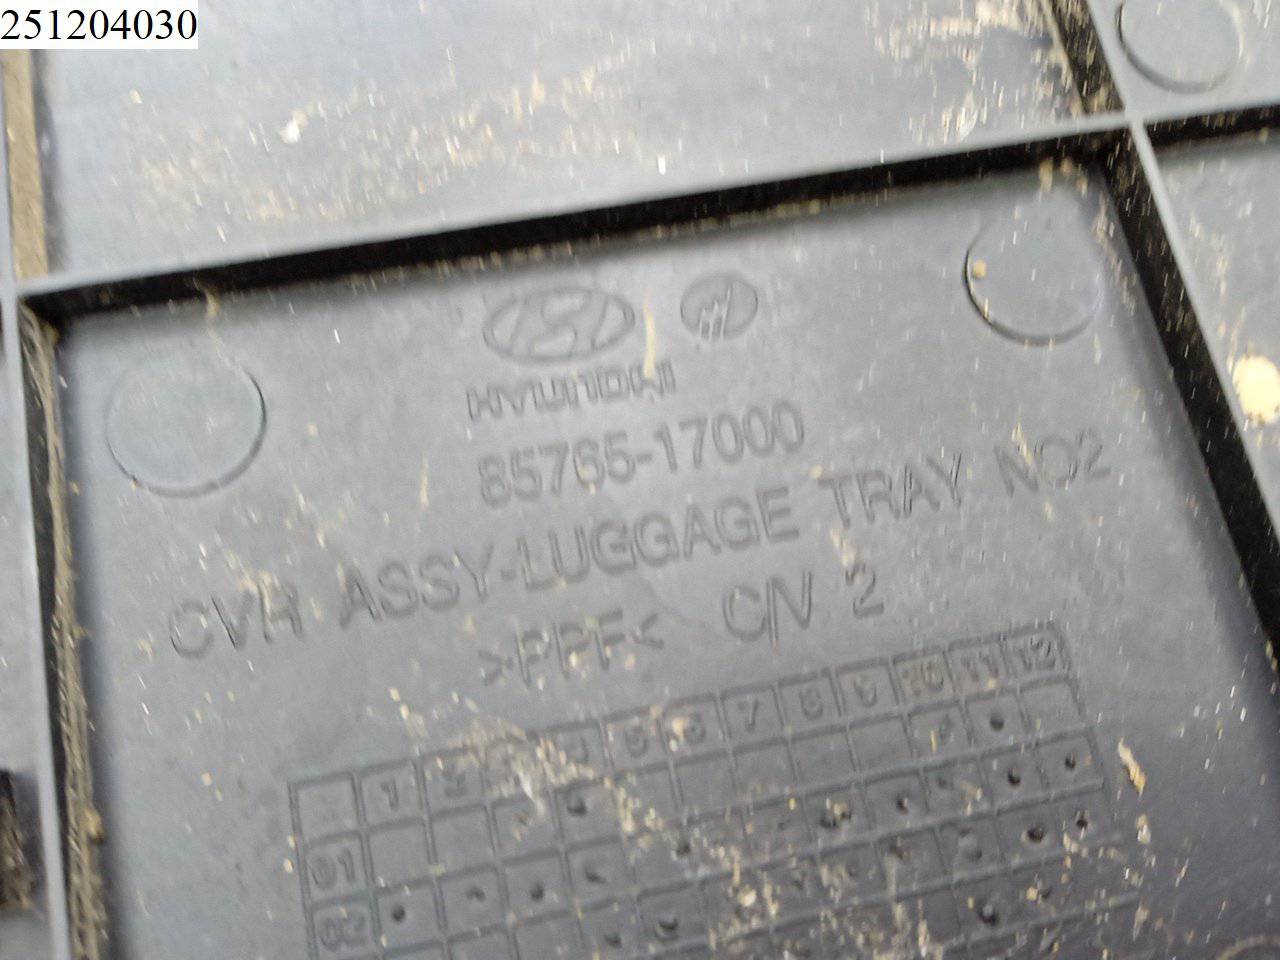 251204030
HYUNDAI
85765-17000
CVR ASSY-LUGGAGE TRAY NO2
>PPF< C/V 2
1 2 4 5 6 7 8 9 10 11 12
01
02